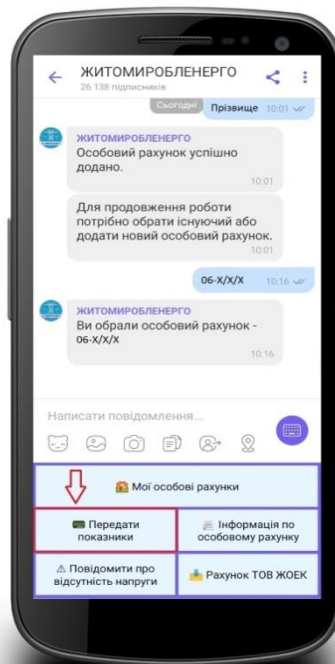 ЖИТОМИРОБЛЕНЕРГО
26 138 підписників
Сьогодні
Прізвище 10:01
ЖИТОМИРОБЛЕНЕРГО
Особовий рахунок успішно
додано.
10:01
Для продовження роботи
потрібно обрати існуючий або
додати новий особовий рахунок.
10:01
06-Х/Х/Х 10:16
ЖИТОМИРОБЛЕНЕРГО
Ви обрали особовий рахунок -
06-Х/Х/Х
10:16
Написати повідомлення...
Мої особові рахунки
Передати
показники
Інформація по
особовому рахунку
Повідомити про
відсутність напруги
Рахунок ТОВ ЖОЕК